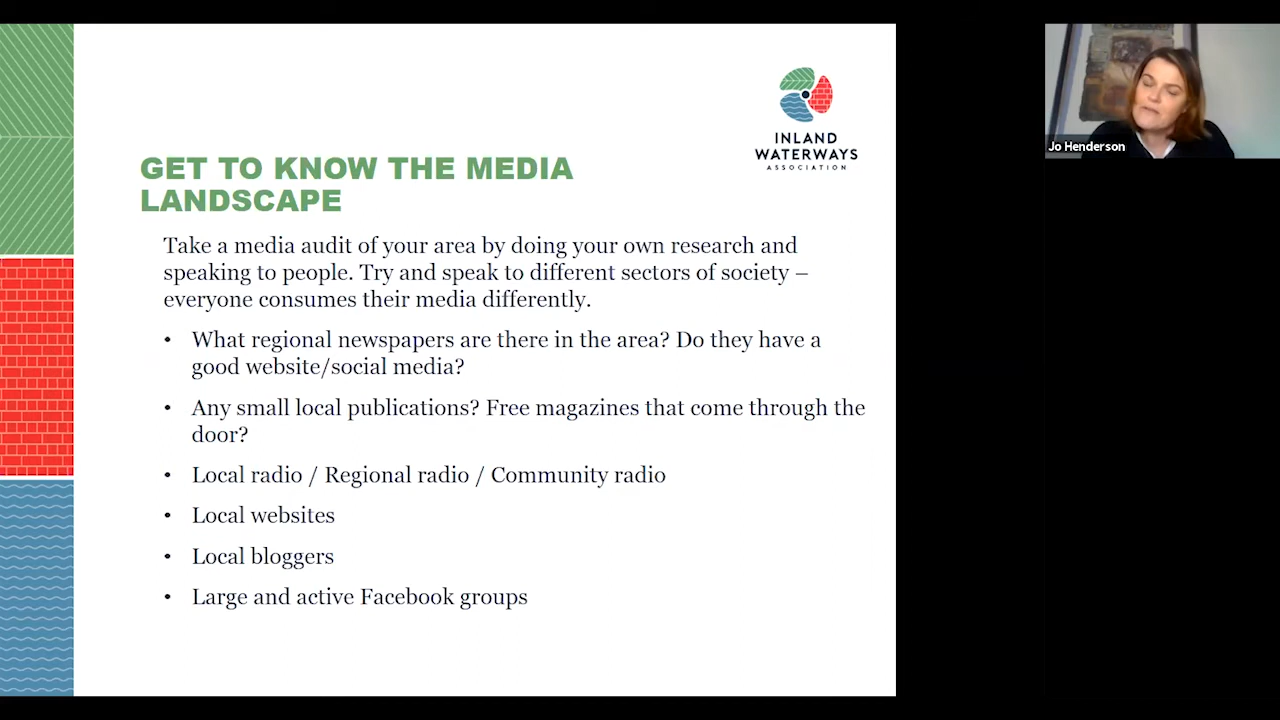 INLAND
WATERWAYS
ASSOCIATION
GET TO KNOW THE MEDIA
LANDSCAPE
Take a media audit of your area by doing your own research and
speaking to people. Try and speak to different sectors of society –
everyone consumes their media differently.
• What regional newspapers are there in the area? Do they have a
good website/social media?
• Any small local publications? Free magazines that come through the
door?
• Local radio / Regional radio / Community radio
• Local websites
• Local bloggers
• Large and active Facebook groups
Jo Henderson